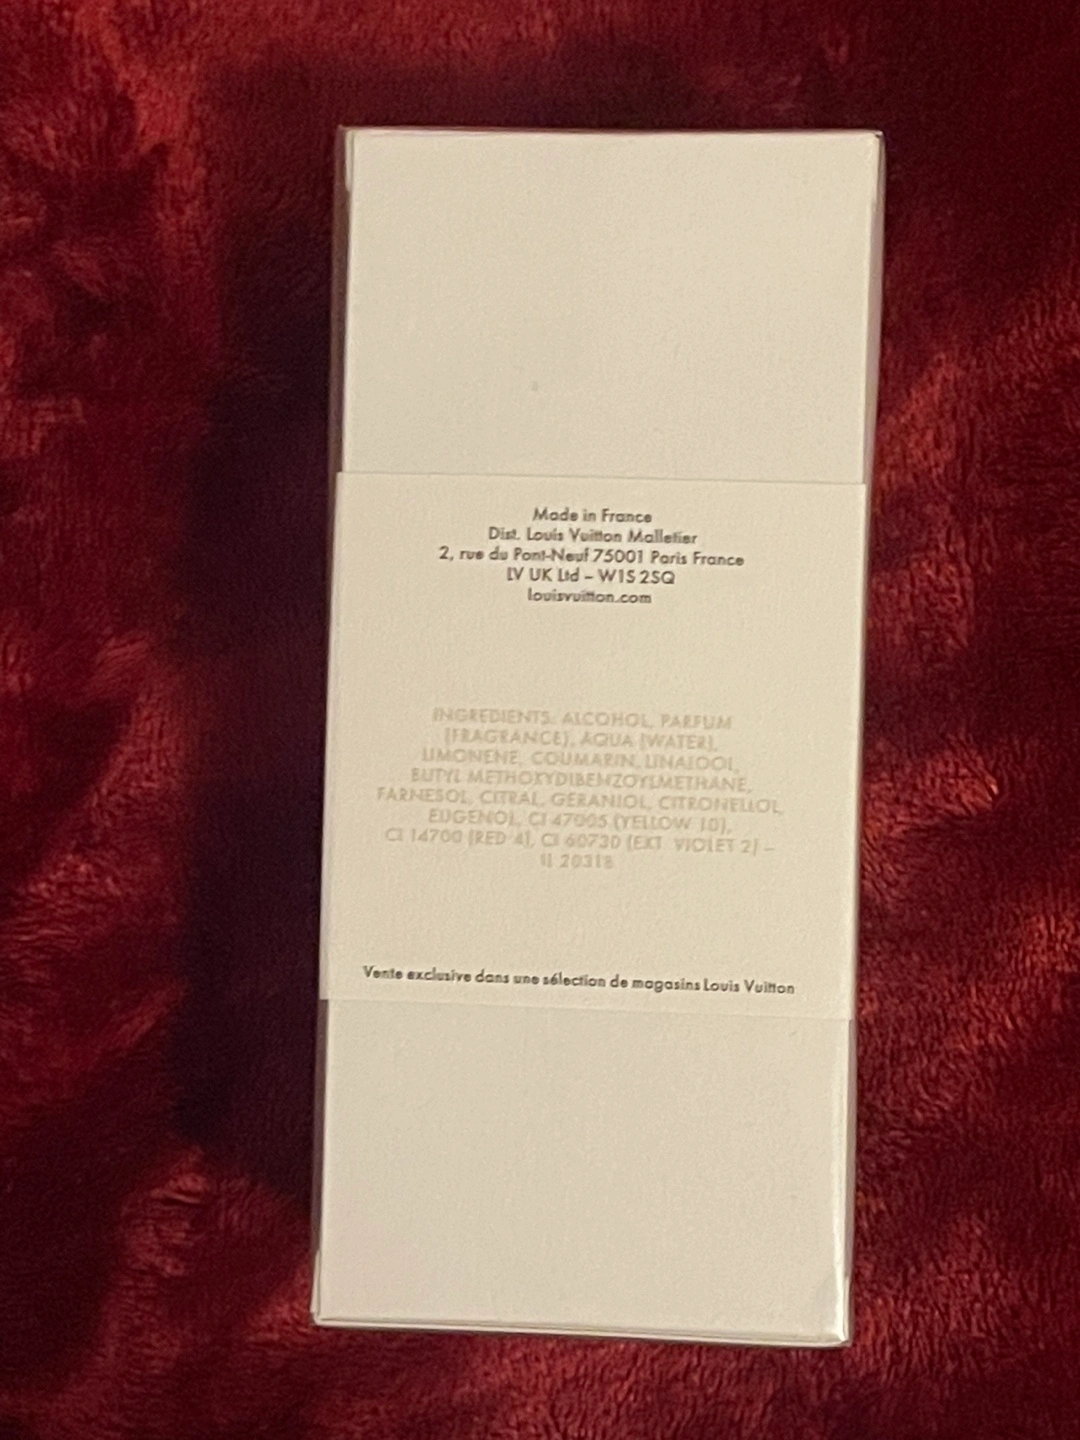 Made in France
Dist. Louis Vuitton Malletier
2, rue du Pont-Neuf 75001 Paris France
LV UK Ltd – W1S 2SQ
louisvuitton.com
INGREDIENTS: ALCOHOL, PARFUM
(FRAGRANCE), AQUA (WATER),
LIMONENE, COUMARIN, LINALOOL,
BUTYL METHOXYDIBENZOYLMETHANE,
FARNESOL, CITRAL, GERANIOL, CITRONELLOL,
EUGENOL, CI 47005 (YELLOW 10),
CI 14700 (RED 4), CI 60730 (EXT. VIOLET 2) –
IL 20318
Vente exclusive dans une sélection de magasins Louis Vuitton